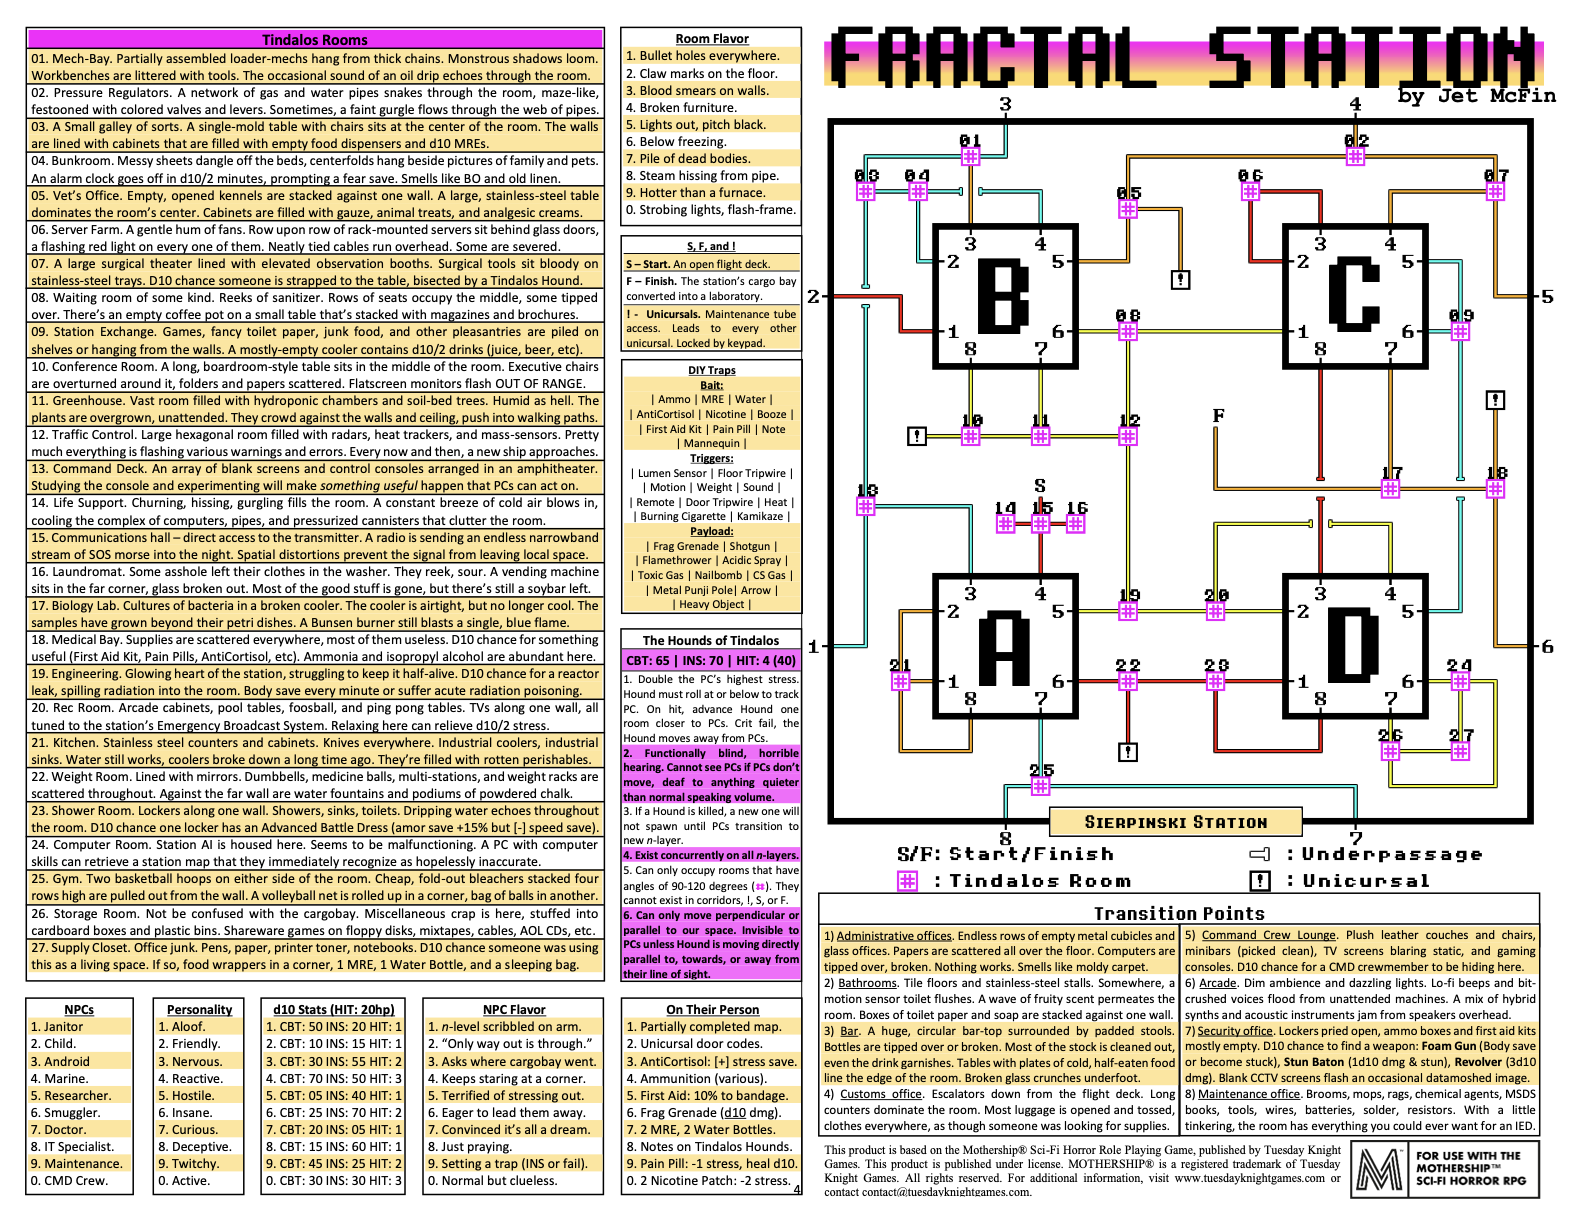 Tindalos Rooms
01. Mech-Bay. Partially assembled loader-mechs hang from thick chains. Monstrous shadows loom.
Workbenches are littered with tools. The occasional sound of an oil drip echoes through the room.
02. Pressure Regulators. A network of gas and water pipes snakes through the room, maze-like,
festooned with colored valves and levers. Sometimes, a faint gurgle flows through the web of pipes.
03. A Small galley of sorts. A single-mold table with chairs sits at the center of the room. The walls
are lined with cabinets that are filled with empty food dispensers and d10 MREs.
04. Bunkroom. Messy sheets dangle off the beds, centerfolds hang beside pictures of family and pets.
An alarm clock goes off in d10/2 minutes, prompting a fear save. Smells like BO and old linen.
05. Vet's Office. Empty, opened kennels are stacked against one wall. A large, stainless-steel table
dominates the room's center. Cabinets are filled with gauze, animal treats, and analgesic creams.
06. Server Farm. A gentle hum of fans. Row upon row of rack-mounted servers sit behind glass doors,
a flashing red light on every one of them. Neatly tied cables run overhead. Some are severed.
07. A large surgical theater lined with elevated observation booths. Surgical tools sit bloody on
stainless-steel trays. D10 chance someone is strapped to the table, bisected by a Tindalos Hound.
08. Waiting room of some kind. Reeks of sanitizer. Rows of seats occupy the middle, some tipped
over. There's an empty coffee pot on a small table that's stacked with magazines and brochures.
09. Station Exchange. Games, fancy toilet paper, junk food, and other pleasantries are piled on
shelves or hanging from the walls. A mostly-empty cooler contains d10/2 drinks (juice, beer, etc).
10. Conference Room. A long, boardroom-style table sits in the middle of the room. Executive chairs
are overturned around it, folders and papers scattered. Flatscreen monitors flash OUT OF RANGE.
11. Greenhouse. Vast room filled with hydroponic chambers and soil-bed trees. Humid as hell. The
plants are overgrown, unattended. They crowd against the walls and ceiling, push into walking paths.
12. Traffic Control. Large hexagonal room filled with radars, heat trackers, and mass-sensors. Pretty
much everything is flashing various warnings and errors. Every now and then, a new ship approaches.
13. Command Deck. An array of blank screens and control consoles arranged in an amphitheater.
Studying the console and experimenting will make something useful happen that PCs can act on.
14. Life Support. Churning, hissing, gurgling fills the room. A constant breeze of cold air blows in,
cooling the complex of computers, pipes, and pressurized cannisters that clutter the room.
15. Communications hall – direct access to the transmitter. A radio is sending an endless narrowband
stream of SOS morse into the night. Spatial distortions prevent the signal from leaving local space.
16. Laundromat. Some asshole left their clothes in the washer. They reek, sour. A vending machine
sits in the far corner, glass broken out. Most of the good stuff is gone, but there's still a soybar left.
17. Biology Lab. Cultures of bacteria in a broken cooler. The cooler is airtight, but no longer cool. The
samples have grown beyond their petri dishes. A Bunsen burner still blasts a single, blue flame.
18. Medical Bay. Supplies are scattered everywhere, most of them useless. D10 chance for something
useful (First Aid Kit, Pain Pills, AntiCortisol, etc). Ammonia and isopropyl alcohol are abundant here.
19. Engineering. Glowing heart of the station, struggling to keep it half-alive. D10 chance for a reactor
leak, spilling radiation into the room. Body save every minute or suffer acute radiation poisoning.
20. Rec Room. Arcade cabinets, pool tables, foosball, and ping pong tables. TVs along one wall, all
tuned to the station's Emergency Broadcast System. Relaxing here can relieve d10/2 stress.
21. Kitchen. Stainless steel counters and cabinets. Knives everywhere. Industrial coolers, industrial
sinks. Water still works, coolers broke down a long time ago. They're filled with rotten perishables.
22. Weight Room. Lined with mirrors. Dumbbells, medicine balls, multi-stations, and weight racks are
scattered throughout. Against the far wall are water fountains and podiums of powdered chalk.
23. Shower Room. Lockers along one wall. Showers, sinks, toilets. Dripping water echoes throughout
the room. D10 chance one locker has an Advanced Battle Dress (amor save +15% but [-] speed save).
24. Computer Room. Station AI is housed here. Seems to be malfunctioning. A PC with computer
skills can retrieve a station map that they immediately recognize as hopelessly inaccurate.
25. Gym. Two basketball hoops on either side of the room. Cheap, fold-out bleachers stacked four
rows high are pulled out from the wall. A volleyball net is rolled up in a corner, bag of balls in another.
26. Storage Room. Not be confused with the cargobay. Miscellaneous crap is here, stuffed into
cardboard boxes and plastic bins. Shareware games on floppy disks, mixtapes, cables, AOL CDs, etc.
27. Supply Closet. Office junk. Pens, paper, printer toner, notebooks. D10 chance someone was using
this as a living space. If so, food wrappers in a corner, 1 MRE, 1 Water Bottle, and a sleeping bag.
NPCs
1. Janitor
2. Child.
3. Android
4. Marine.
5. Researcher.
6. Smuggler.
7. Doctor.
8. IT Specialist.
9. Maintenance.
0. CMD Crew.
Personality
1. Aloof.
2. Friendly.
3. Nervous.
4. Reactive.
5. Hostile.
6. Insane.
7. Curious.
8. Deceptive.
9. Twitchy.
0. Active.
d10 Stats (HIT: 20hp)
1. CBT: 50 INS: 20 HIT: 1
2. CBT: 10 INS: 15 HIT: 1
3. CBT: 30 INS: 55 HIT: 2
4. CBT: 70 INS: 50 HIT: 3
5. CBT: 05 INS: 40 HIT: 1
6. CBT: 25 INS: 70 HIT: 2
7. CBT: 20 INS: 05 HIT: 1
8. CBT: 15 INS: 60 HIT: 1
9. CBT: 45 INS: 25 HIT: 2
0. CBT: 30 INS: 30 HIT: 3
NPC Flavor
1. n-level scribbled on arm.
2. “Only way out is through.”
3. Asks where cargobay went.
4. Keeps staring at a corner.
5. Terrified of stressing out.
6. Eager to lead them away.
7. Convinced it's all a dream.
8. Just praying.
9. Setting a trap (INS or fail).
0. Normal but clueless.
Room Flavor
1. Bullet holes everywhere.
2. Claw marks on the floor.
3. Blood smears on walls.
4. Broken furniture.
5. Lights out, pitch black.
6. Below freezing.
7. Pile of dead bodies.
8. Steam hissing from pipe.
9. Hotter than a furnace.
0. Strobing lights, flash-frame.
S, F, and !
S – Start. An open flight deck.
F – Finish. The station's cargo bay
converted into a laboratory.
! - Unicursals. Maintenance tube
access. Leads to every other
unicursal. Locked by keypad.
DIY Traps
Bait:
| Ammo | MRE | Water |
| AntiCortisol | Nicotine | Booze |
| First Aid Kit | Pain Pill | Note
| Mannequin |
Triggers:
| Lumen Sensor | Floor Tripwire |
| Motion | Weight | Sound |
| Remote | Door Tripwire | Heat |
| Burning Cigarette | Kamikaze |
Payload:
| Frag Grenade | Shotgun |
| Flamethrower | Acidic Spray |
| Toxic Gas | Nailbomb | CS Gas |
| Metal Punji Pole| Arrow |
| Heavy Object |
The Hounds of Tindalos
CBT: 65 | INS: 70 | HIT: 4 (40)
1. Double the PC's highest stress.
Hound must roll at or below to track
PC. On hit, advance Hound one
room closer to PCs. Crit fail, the
Hound moves away from PCs.
2. Functionally blind, horrible
hearing. Cannot see PCs if PCs don't
move, deaf to anything quieter
than normal speaking volume.
3. If a Hound is killed, a new one will
not spawn until PCs transition to
new n-layer.
4. Exist concurrently on all n-layers.
5. Can only occupy rooms that have
angles of 90-120 degrees (#). They
cannot exist in corridors, !, S, or F.
6. Can only move perpendicular or
parallel to our space. Invisible to
PCs unless Hound is moving directly
parallel to, towards, or away from
their line of sight.
On Their Person
1. Partially completed map.
2. Unicursal door codes.
3. AntiCortisol: [+] stress save.
4. Ammunition (various).
5. First Aid: 10% to bandage.
6. Frag Grenade (d10 dmg).
7. 2 MRE, 2 Water Bottles.
8. Notes on Tindalos Hounds.
9. Pain Pill: -1 stress, heal d10.
0. 2 Nicotine Patch: -2 stress.
4
FRACTAL STATION
by Jet McFin
3 4
01 02
03 04 06 07
05
3 4 3 4
2 B 5 2 C 5
!
2 5
08 09
1 6 1 6
8 7 8 7
!
F
10 11 12
!
17 18
13
S
14 15 16
3 4 3 4
2 A 5 19 20 2 D 5
1 6
21 1 6 22 23 1 6 24
8 7 8 7
! 26 27
25
SIERPINSKI STATION
8 7
S/F: Start/Finish
: Underpassage
# : Tindalos Room
! : Unicursal
Transition Points
1) Administrative offices. Endless rows of empty metal cubicles and
glass offices. Papers are scattered all over the floor. Computers are
tipped over, broken. Nothing works. Smells like moldy carpet.
2) Bathrooms. Tile floors and stainless-steel stalls. Somewhere, a
motion sensor toilet flushes. A wave of fruity scent permeates the
room. Boxes of toilet paper and soap are stacked against one wall.
3) Bar. A huge, circular bar-top surrounded by padded stools.
Bottles are tipped over or broken. Most of the stock is cleaned out,
even the drink garnishes. Tables with plates of cold, half-eaten food
line the edge of the room. Broken glass crunches underfoot.
4) Customs office. Escalators down from the flight deck. Long
counters dominate the room. Most luggage is opened and tossed,
clothes everywhere, as though someone was looking for supplies.
5) Command Crew Lounge. Plush leather couches and chairs,
minibars (picked clean), TV screens blaring static, and gaming
consoles. D10 chance for a CMD crewmember to be hiding here.
6) Arcade. Dim ambience and dazzling lights. Lo-fi beeps and bit-
crushed voices flood from unattended machines. A mix of hybrid
synths and acoustic instruments jam from speakers overhead.
7) Security office. Lockers pried open, ammo boxes and first aid kits
mostly empty. D10 chance to find a weapon: Foam Gun (Body save
or become stuck), Stun Baton (1d10 dmg & stun), Revolver (3d10
dmg). Blank CCTV screens flash an occasional datamoshed image.
8) Maintenance office. Brooms, mops, rags, chemical agents, MSDS
books, tools, wires, batteries, solder, resistors. With a little
tinkering, the room has everything you could ever want for an IED.
This product is based on the Mothership® Sci-Fi Horror Role Playing Game, published by Tuesday Knight
Games. This product is published under license. MOTHERSHIP® is a registered trademark of Tuesday
Knight Games. All rights reserved. For additional information, visit www.tuesdayknightgames.com or
contact contact@tuesdayknightgames.com.
FOR USE WITH THE
MOTHERSHIP™
SCI-FI HORROR RPG